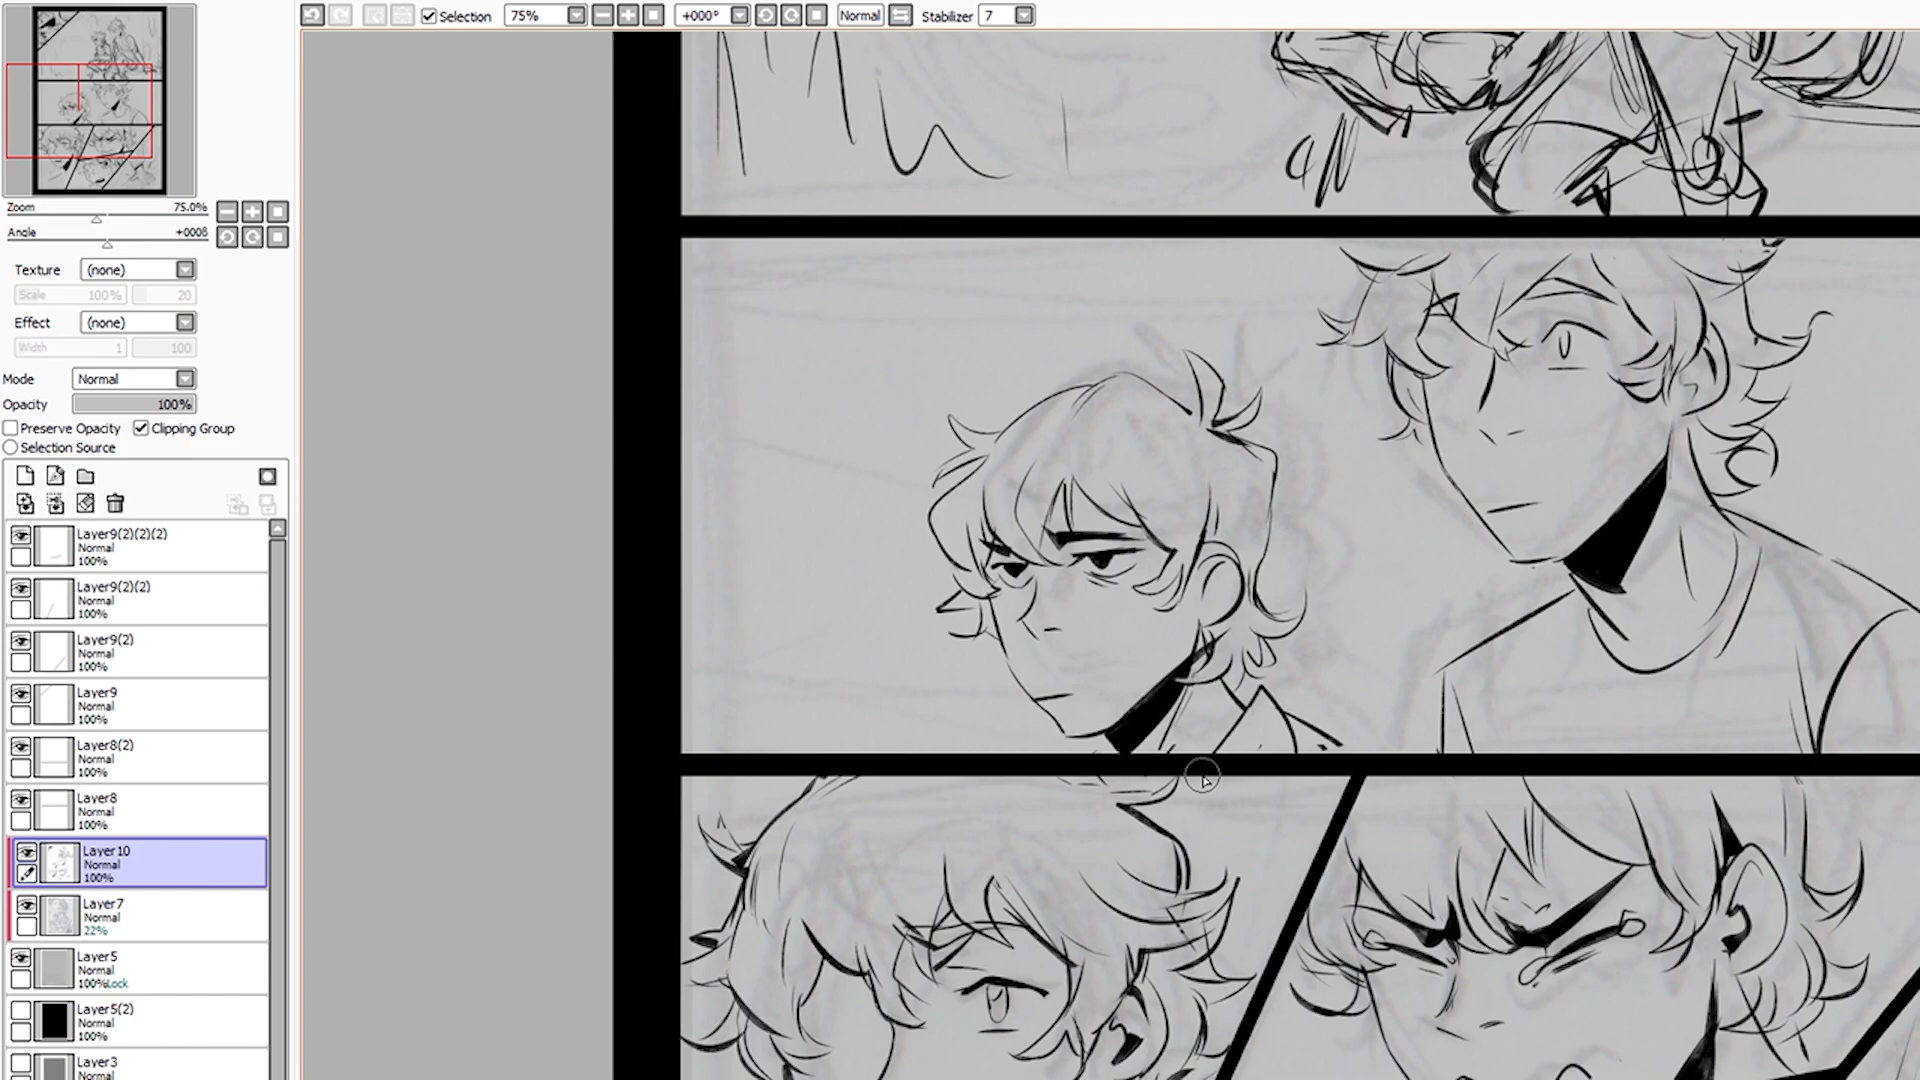 Selection 75% +000° Normal Stabilizer 7
Zoom 75.0%
Angle +000
Texture (none)
Scale 100% 20
Effect (none)
Width 1 100
Mode Normal
Opacity 100%
Preserve Opacity Clipping Group
Selection Source
Layer9(2)(2)(2)
Normal
100%
Layer9(2)(2)
Normal
100%
Layer9(2)
Normal
100%
Layer9
Normal
100%
Layer8(2)
Normal
100%
Layer8
Normal
100%
Layer10
Normal
100%
Layer7
Normal
22%
Layer5
Normal
100%Lock
Layer5(2)
Normal
100%
Layer3
Normal